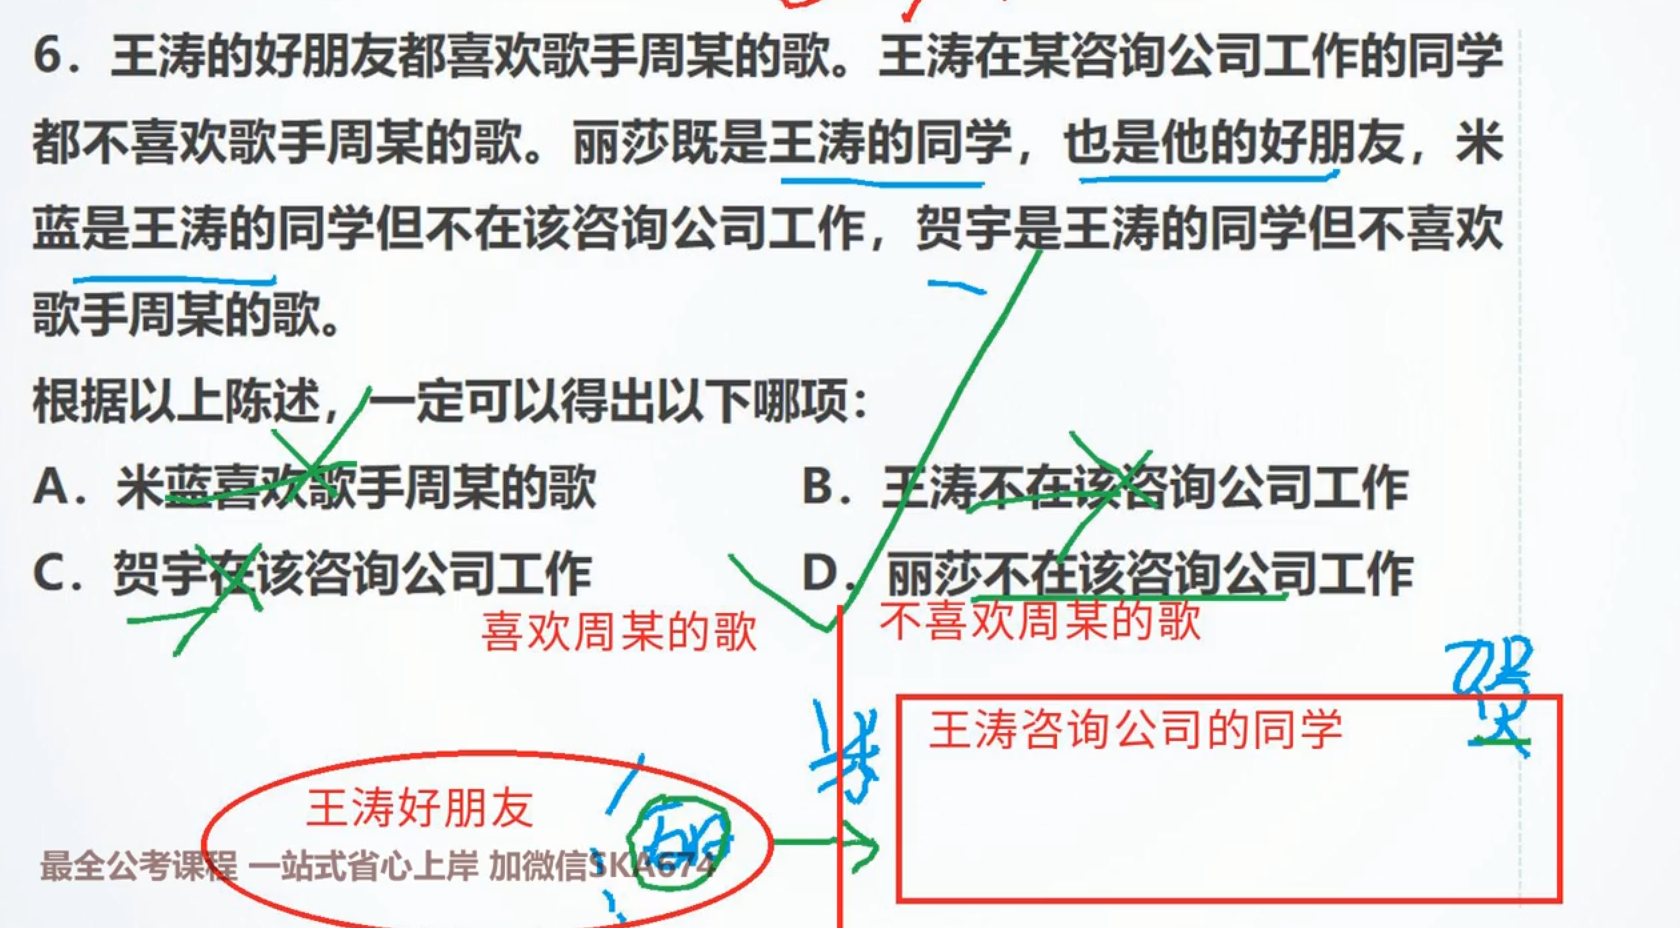 6．王涛的好朋友都喜欢歌手周某的歌。王涛在某咨询公司工作的同学
都不喜欢歌手周某的歌。丽莎既是王涛的同学，也是他的好朋友，米
蓝是王涛的同学但不在该咨询公司工作，贺宇是王涛的同学但不喜欢
歌手周某的歌。
根据以上陈述，一定可以得出以下哪项：
A．米蓝喜欢歌手周某的歌
B．王涛不在该咨询公司工作
C．贺宇在该咨询公司工作
D．丽莎不在该咨询公司工作
喜欢周某的歌
不喜欢周某的歌
王涛咨询公司的同学
王涛好朋友
最全公考课程 一站式省心上岸 加微信SKA674